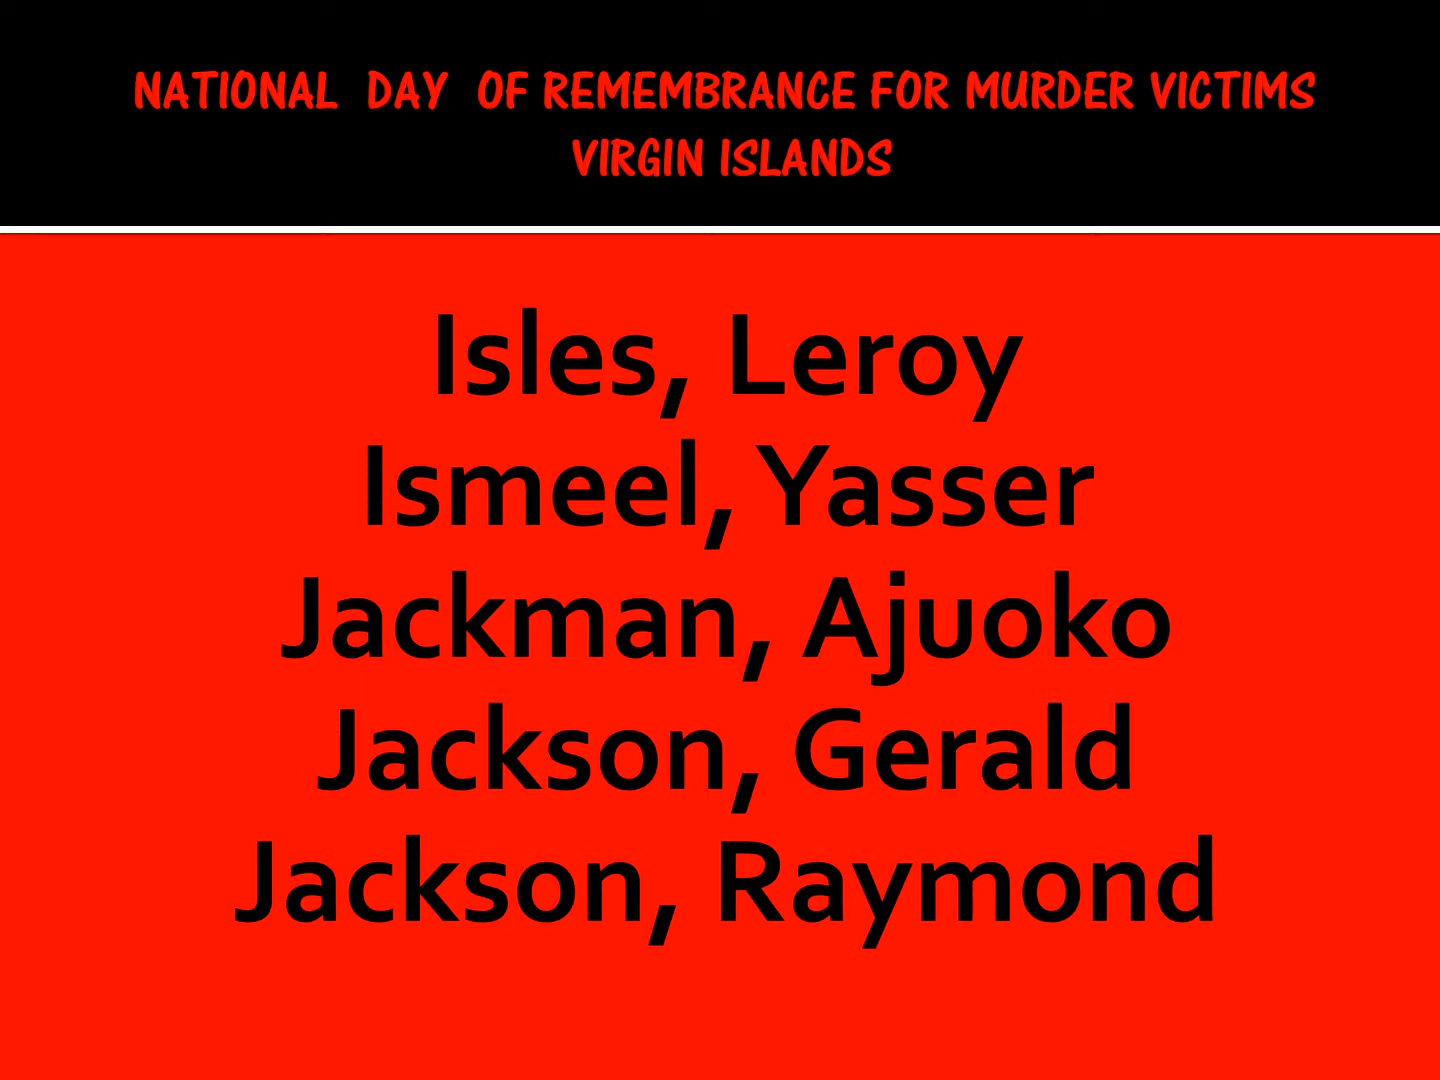 NATIONAL DAY OF REMEMBRANCE FOR MURDER VICTIMS
VIRGIN ISLANDS
Isles, Leroy
Ismeel, Yasser
Jackman, Ajuoko
Jackson, Gerald
Jackson, Raymond